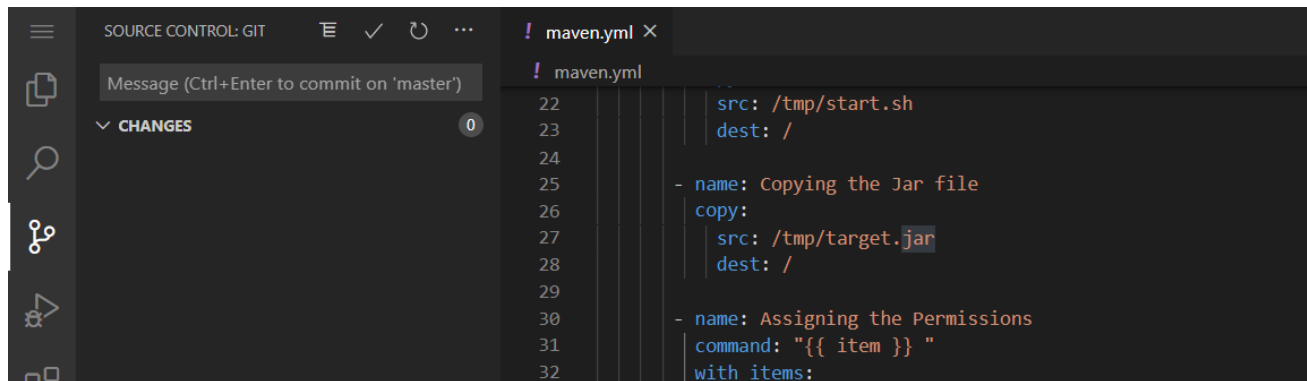 SOURCE CONTROL: GIT
Message (Ctrl+Enter to commit on 'master')
CHANGES 0
! maven.yml
! maven.yml
22 src: /tmp/start.sh
23 dest: /
24
25 - name: Copying the Jar file
26 copy:
27 src: /tmp/target.jar
28 dest: /
29
30 - name: Assigning the Permissions
31 command: "{{ item }} "
32 with items: